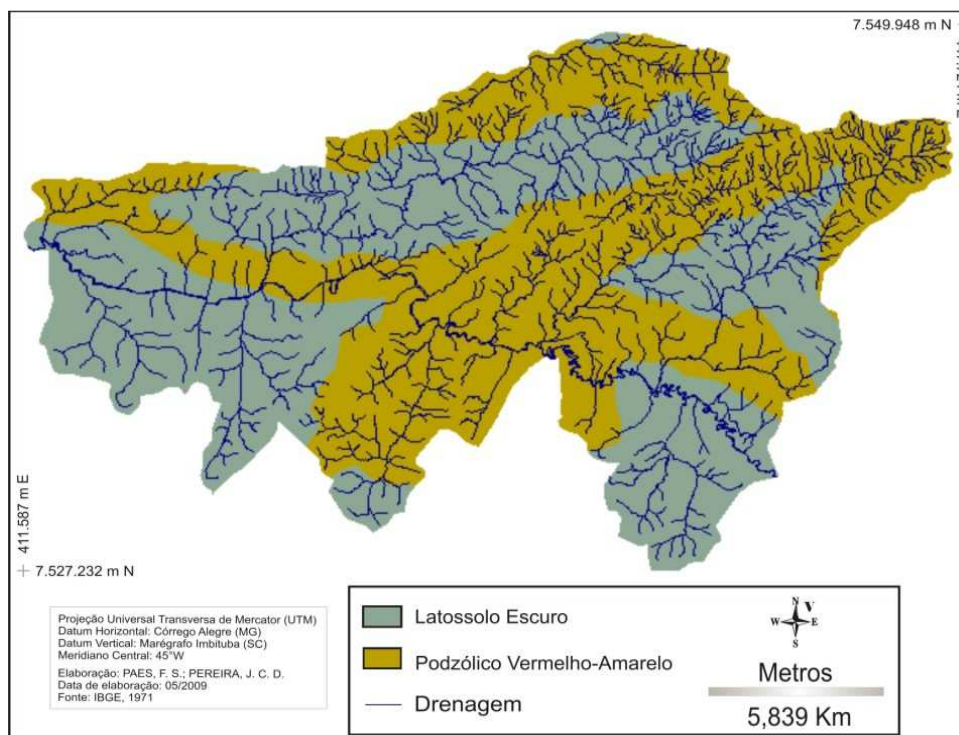 7.549.948 m N
411.587 m E
7.527.232 m N
Projeção Universal Transversa de Mercator (UTM)
Datum Horizontal: Córrego Alegre (MG)
Datum Vertical: Marégrafo Imbituba (SC)
Meridiano Central: 45°W
Elaboração: PAES, F. S.; PEREIRA, J. C. D.
Data de elaboração: 05/2009
Fonte: IBGE, 1971
Latossolo Escuro
Podzólico Vermelho-Amarelo
Drenagem
N
V
W
E
S
Metros
5,839 Km